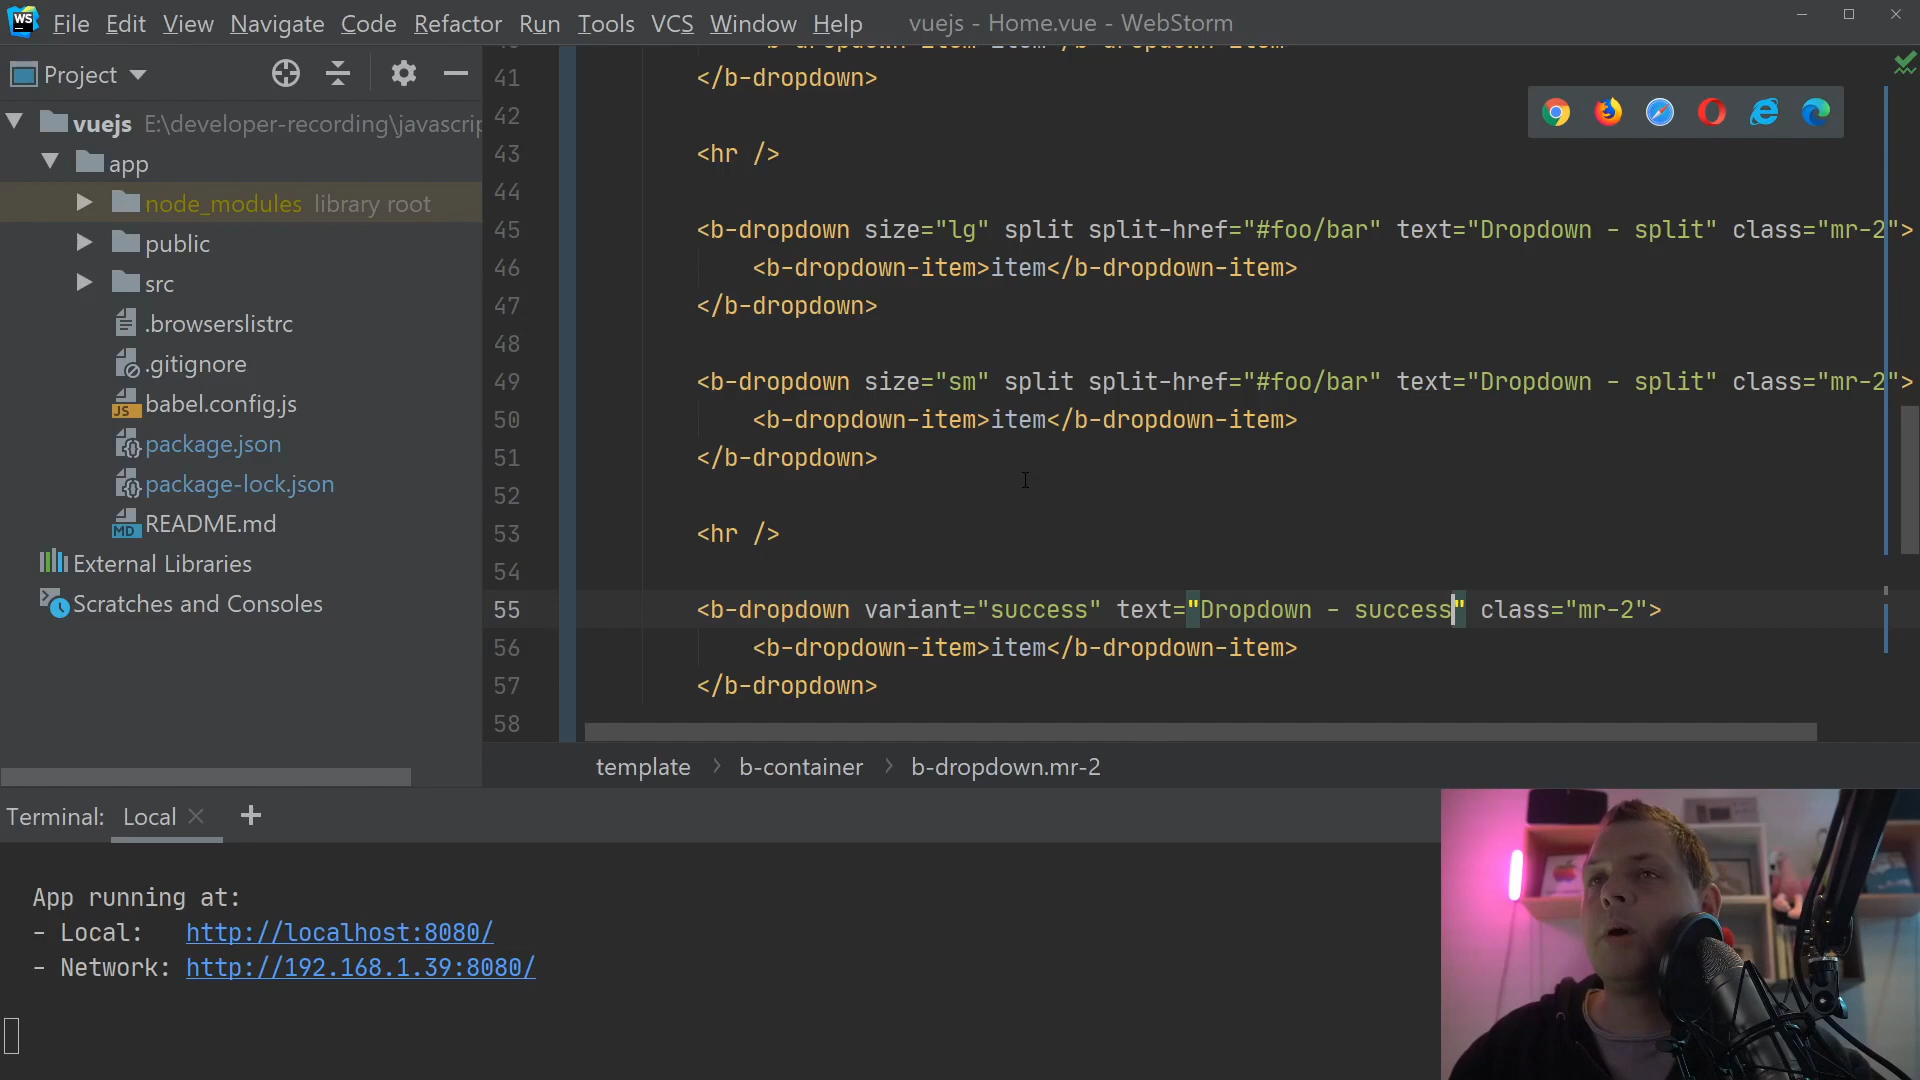 WS File Edit View Navigate Code Refactor Run Tools VCS Window Help vuejs - Home.vue - WebStorm
Project
vuejs E:\developer-recording\javascrip
app
node_modules library root
public
src
.browserslistrc
.gitignore
JS babel.config.js
package.json
package-lock.json
MD README.md
External Libraries
Scratches and Consoles
41 </b-dropdown>
42
43 <hr />
44
45 <b-dropdown size="lg" split split-href="#foo/bar" text="Dropdown - split" class="mr-2">
46 <b-dropdown-item>item</b-dropdown-item>
47 </b-dropdown>
48
49 <b-dropdown size="sm" split split-href="#foo/bar" text="Dropdown - split" class="mr-2">
50 <b-dropdown-item>item</b-dropdown-item>
51 </b-dropdown>
52
53 <hr />
54
55 <b-dropdown variant="success" text="Dropdown - success" class="mr-2">
56 <b-dropdown-item>item</b-dropdown-item>
57 </b-dropdown>
58
template > b-container > b-dropdown.mr-2
Terminal: Local × +
App running at:
- Local: http://localhost:8080/
- Network: http://192.168.1.39:8080/